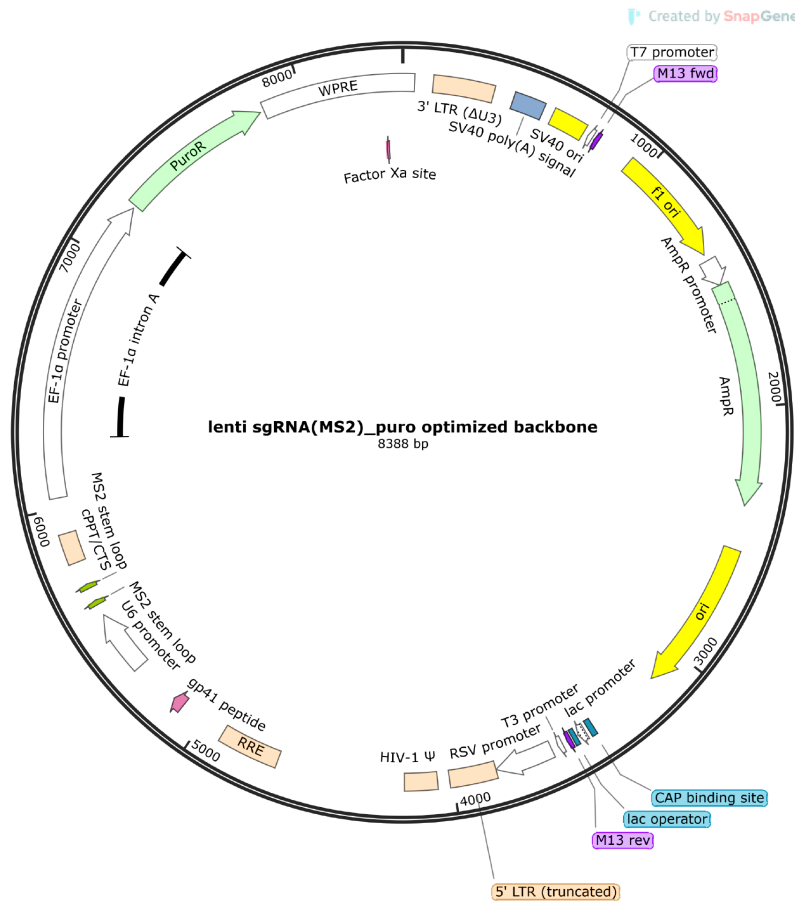 Created by SnapGene
T7 promoter
M13 fwd
8000
WPRE
3' LTR (ΔU3)
SV40 poly(A) signal
SV40 ori
1000
PuroR
Factor Xa site
f1 ori
AmpR promoter
7000
EF-1α promoter
EF-1α intron A
2000
AmpR
lenti sgRNA(MS2)_puro optimized backbone
8388 bp
6000
MS2 stem loop
cPPT/CTS
MS2 stem loop
U6 promoter
ori
3000
gp41 peptide
RRE
5000
HIV-1 Ψ
RSV promoter
T3 promoter
lac promoter
4000
CAP binding site
lac operator
M13 rev
5' LTR (truncated)